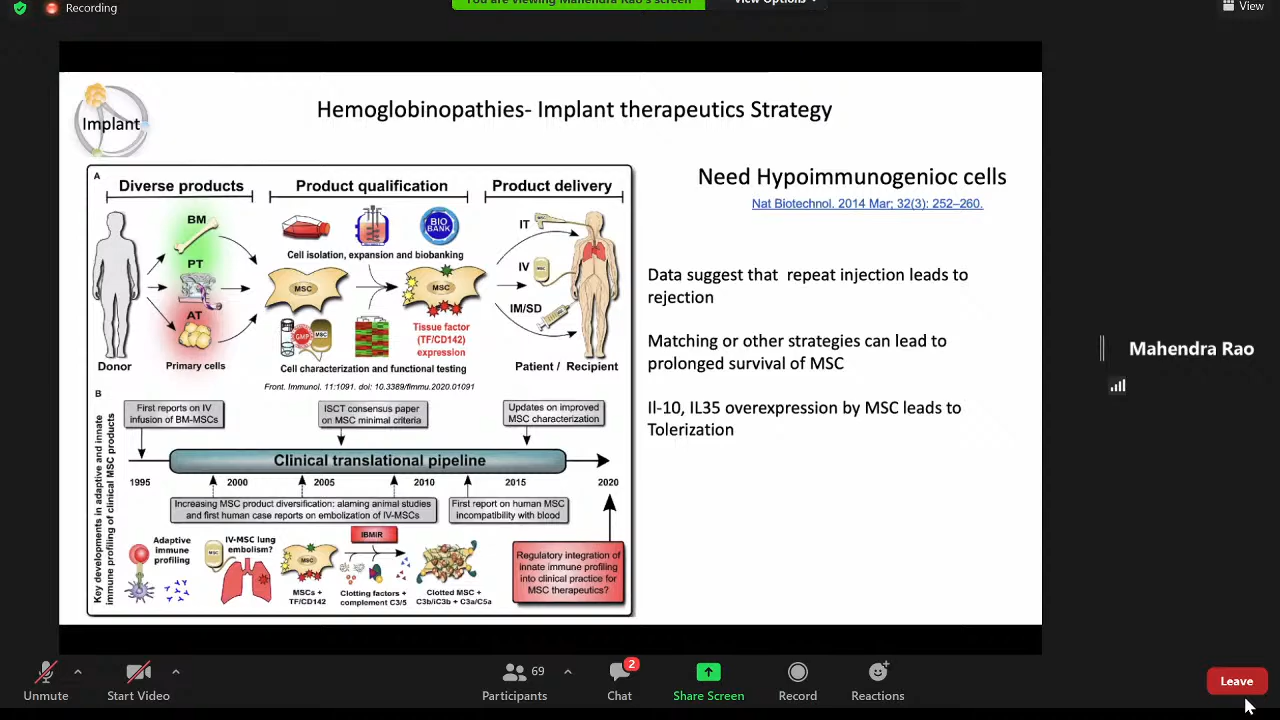 Recording
You are viewing Mahendra Rao's screen
View Options
View
Implant
Hemoglobinopathies- Implant therapeutics Strategy
A
Diverse products
Product qualification
Product delivery
BM
PT
AT
Donor
Primary cells
BIO
BANK
Cell isolation, expansion and biobanking
MSC
MSC
GMP
MSC
Tissue factor
(TF/CD142)
expression
Cell characterization and functional testing
IT
IV
MSC
IM/SD
Patient / Recipient
Front. Immunol. 11:1091. doi: 10.3389/fimmu.2020.01091
B
Key developments in adaptive and innate
immune profiling of clinical MSC products
First reports on IV
infusion of BM-MSCs
ISCT consensus paper
on MSC minimal criteria
Updates on improved
MSC characterization
Clinical translational pipeline
1995
2000
2005
2010
2015
2020
Increasing MSC product diversification: alaming animal studies
and first human case reports on embolization of IV-MSCs
First report on human MSC
incompatibility with blood
Adaptive
immune
profiling
IV-MSC lung
embolism?
MSC
MSC
MSCs +
TF/CD142
IBMIR
Clotting factors +
complement C3/5
Clotted MSC +
C3b/iC3b + C3a/C5a
Regulatory integration of
innate immune profiling
into clinical practice for
MSC therapeutics?
Need Hypoimmunogenioc cells
Nat Biotechnol. 2014 Mar; 32(3): 252–260.
Data suggest that repeat injection leads to
rejection
Matching or other strategies can lead to
prolonged survival of MSC
Il-10, IL35 overexpression by MSC leads to
Tolerization
Mahendra Rao
Unmute
Start Video
69
Participants
2
Chat
Share Screen
Record
Reactions
Leave